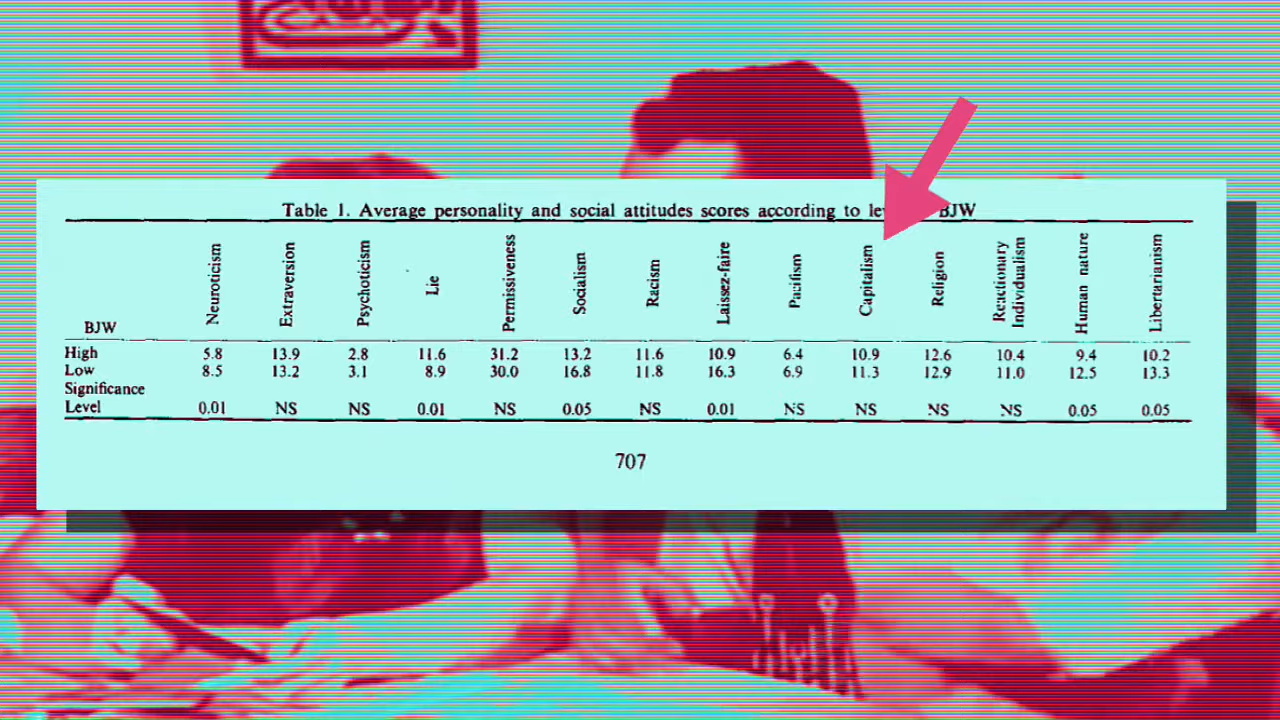 Table 1. Average personality and social attitudes scores according to BJW
BJW Neuroticism Extraversion Psychoticism Lie Permissiveness Socialism Racism Laissez-faire Pacifism Capitalism Religion Reactionary Individualism Human nature Libertarianism
High 5.8 13.9 2.8 11.6 31.2 13.2 11.6 10.9 6.4 10.9 12.6 10.4 9.4 10.2
Low 8.5 13.2 3.1 8.9 30.0 16.8 11.8 16.3 6.9 11.3 12.9 11.0 12.5 13.3
Significance
Level 0.01 NS NS 0.01 NS 0.05 NS 0.01 NS NS NS NS 0.05 0.05
707